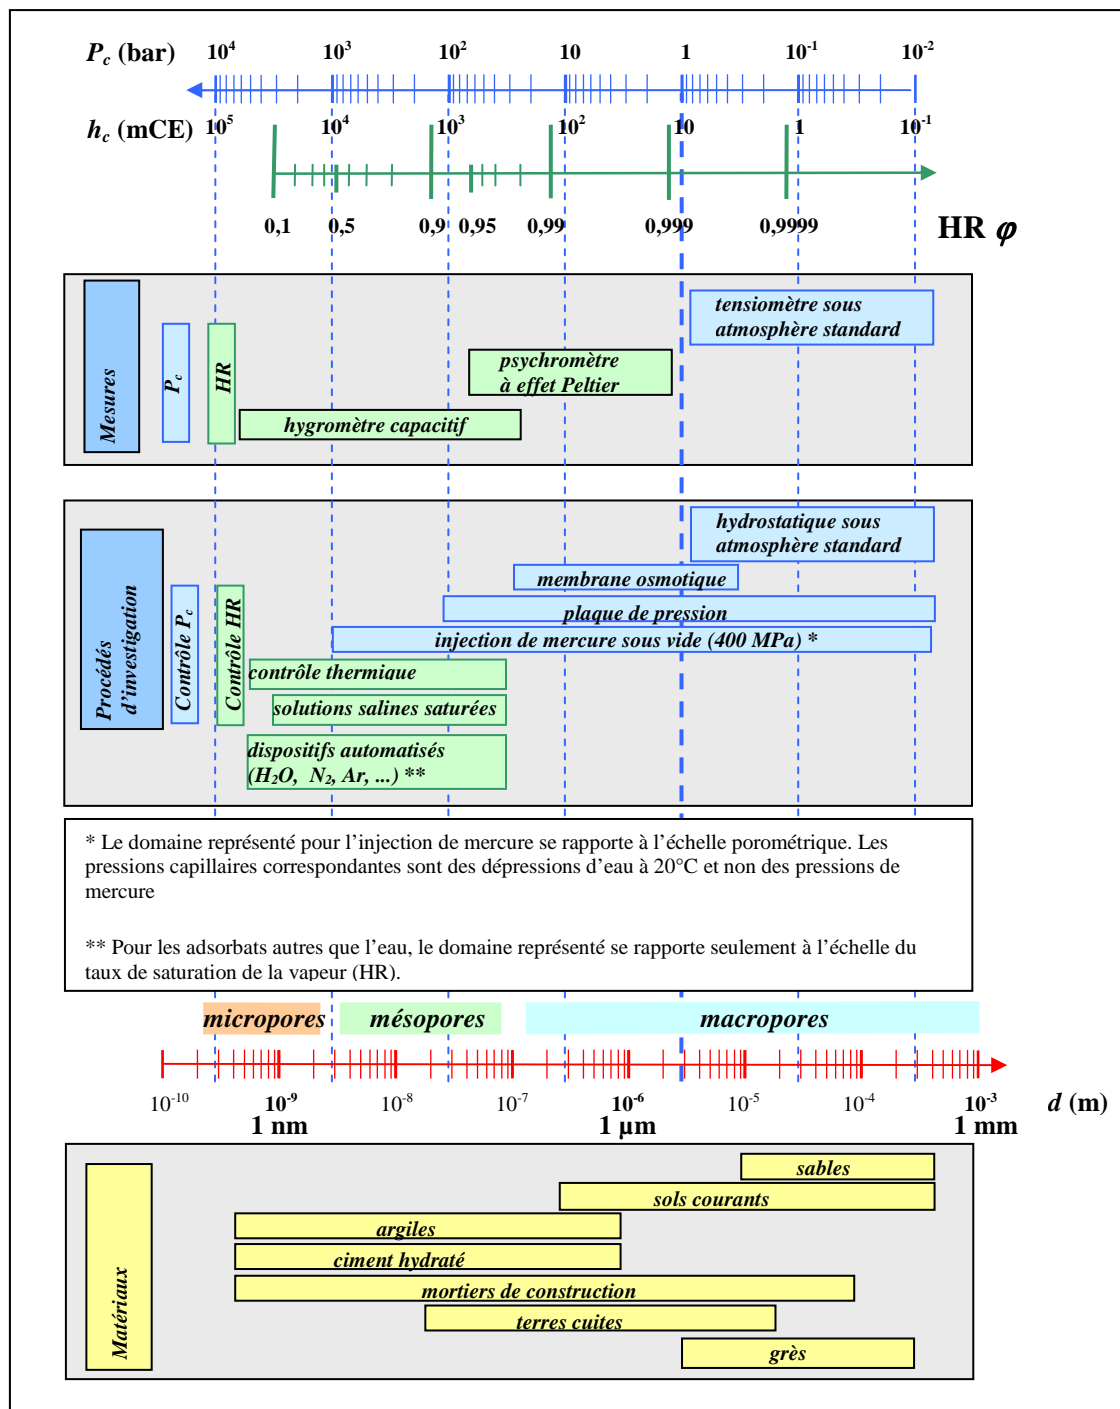 P_c (bar) 10⁴ 10³ 10² 10 1 10⁻¹ 10⁻²
h_c (mCE) 10⁵ 10⁴ 10³ 10² 10 1 10⁻¹
0,1 0,5 0,9 0,95 0,99 0,999 0,9999 HR φ
Mesures
P_c
HR
tensiomètre sous
atmosphère standard
psychromètre
à effet Peltier
hygromètre capacitif
Procédés
d'investigation
Contrôle P_c
Contrôle HR
hydrostatique sous
atmosphère standard
membrane osmotique
plaque de pression
injection de mercure sous vide (400 MPa) *
contrôle thermique
solutions salines saturées
dispositifs automatisés
(H₂O, N₂, Ar, ...) **
* Le domaine représenté pour l'injection de mercure se rapporte à l'échelle porométrique. Les
pressions capillaires correspondantes sont des dépressions d'eau à 20°C et non des pressions de
mercure
** Pour les adsorbats autres que l'eau, le domaine représenté se rapporte seulement à l'échelle du
taux de saturation de la vapeur (HR).
micropores mésopores macropores
10⁻¹⁰ 10⁻⁹ 10⁻⁸ 10⁻⁷ 10⁻⁶ 10⁻⁵ 10⁻⁴ 10⁻³ d (m)
1 nm 1 µm 1 mm
Matériaux
sables
sols courants
argiles
ciment hydraté
mortiers de construction
terres cuites
grès